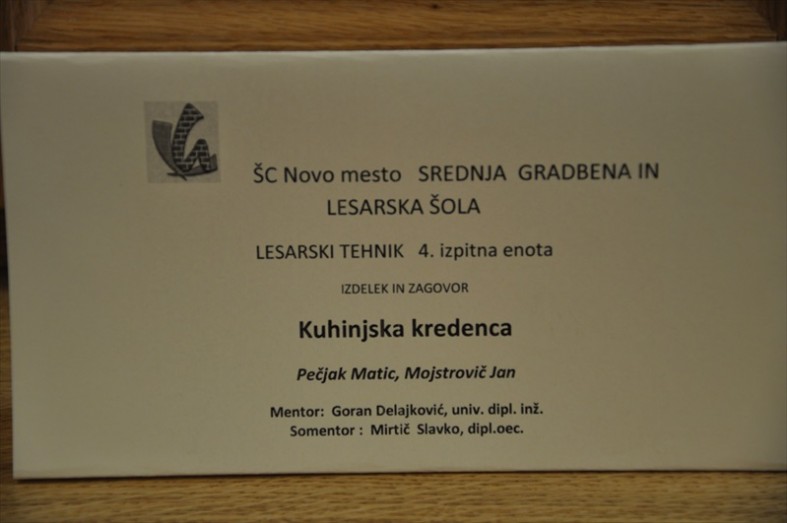 ŠC Novo mesto SREDNJA GRADBENA IN
LESARSKA ŠOLA
LESARSKI TEHNIK 4. izpitna enota
IZDELEK IN ZAGOVOR
Kuhinjska kredenca
Pečjak Matic, Mojstrovič Jan
Mentor: Goran Delajković, univ. dipl. inž.
Somentor : Mirtič Slavko, dipl.oec.